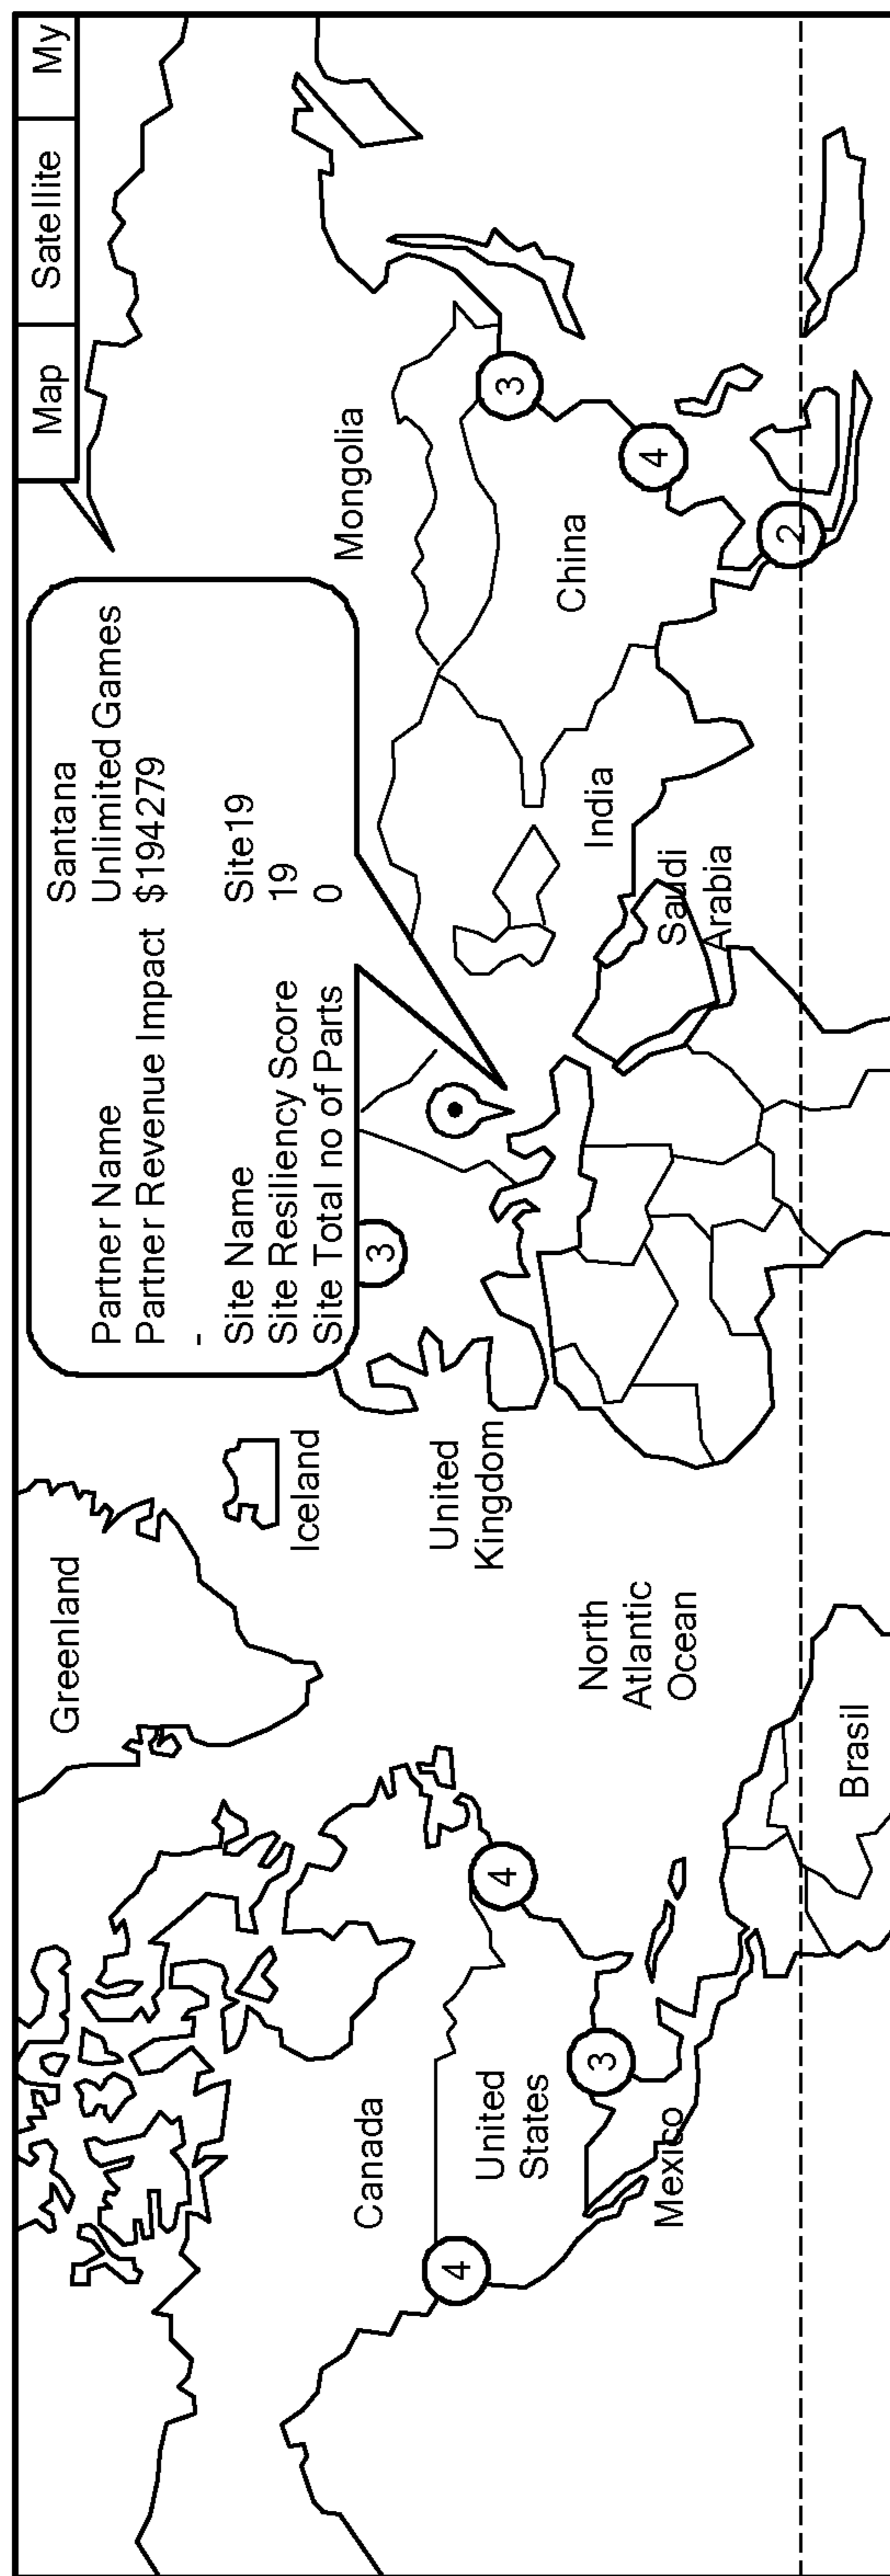 Map Satellite My
Santana
Partner Name Unlimited Games
Partner Revenue Impact $194279
-
Site Name Site19
Site Resiliency Score 19
Site Total no of Parts 0
Greenland
Iceland
3
Mongolia
Canada
United
Kingdom
4
4
3
United
States
China
North
Atlantic
Ocean
India
3
4
Mexico
Saudi
Arabia
2
Brasil